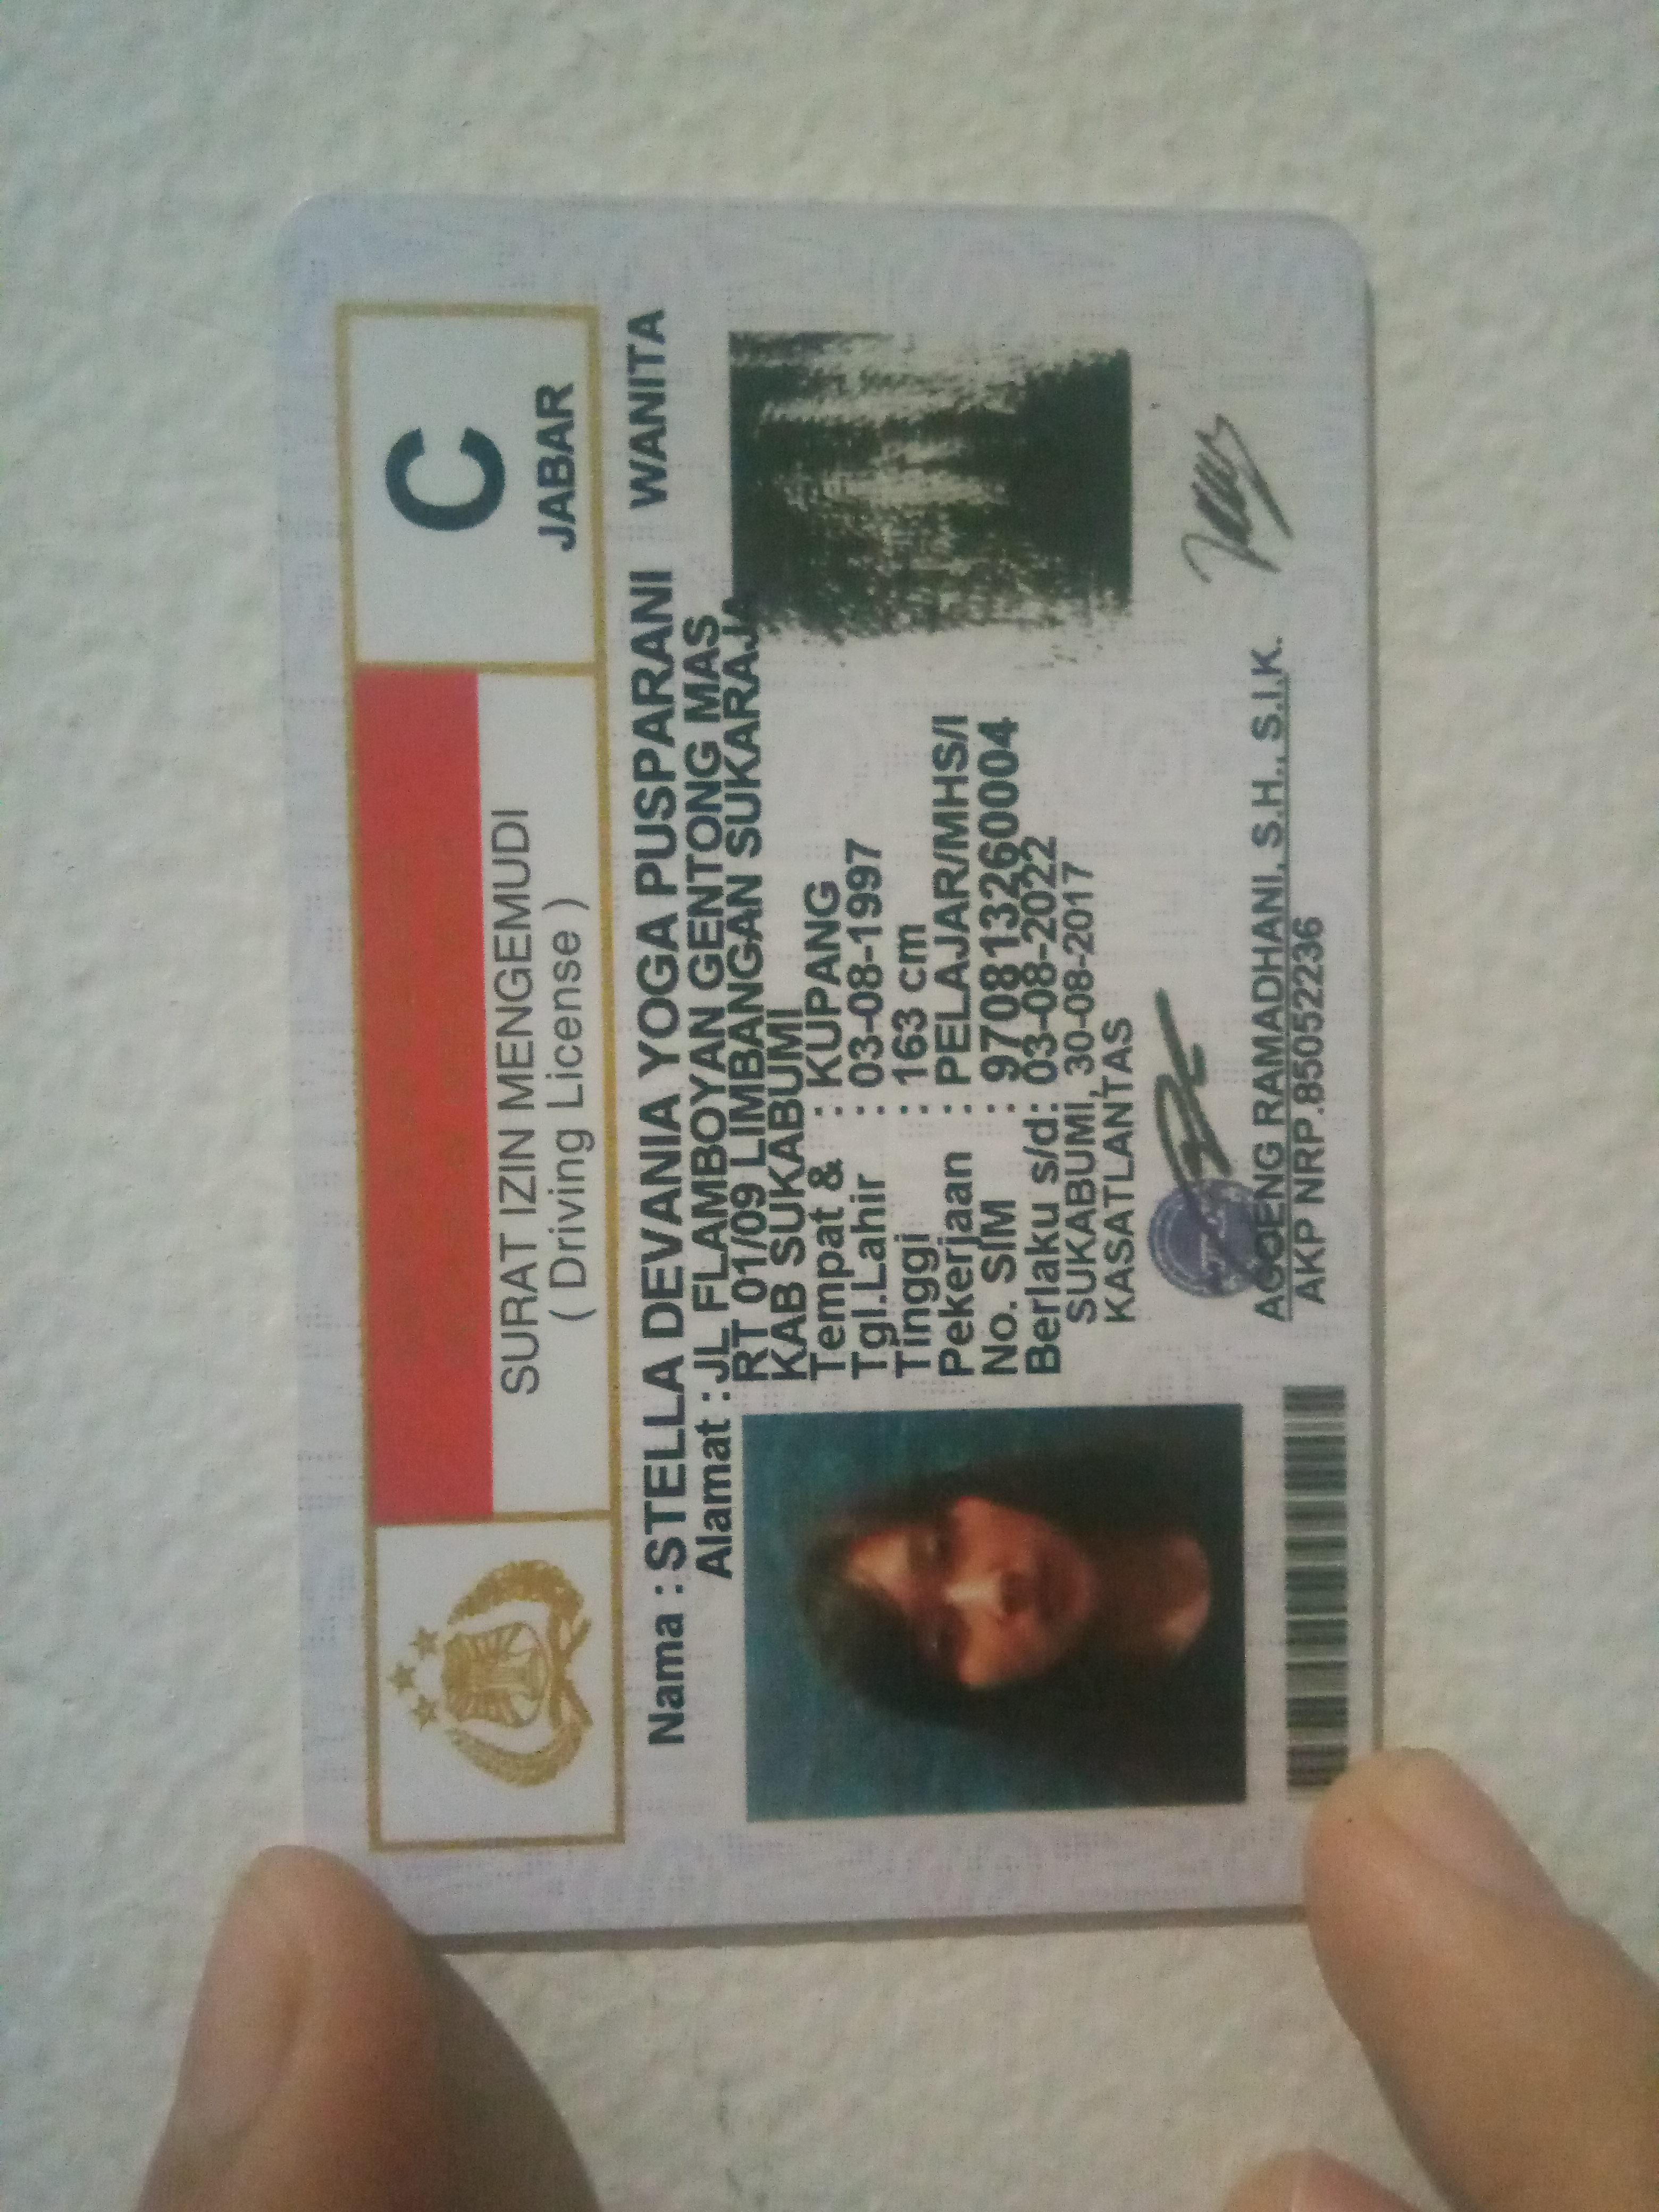 SURAT IZIN MENGEMUDI
( Driving License )
C
JABAR
Nama : STELLA DEVANIA YOGA PUSPARANI WANITA
Alamat : JL FLAMBOYAN GENTONG MAS
RT 01/09 LIMBANGAN SUKARAJA
KAB SUKABUMI
Tempat & : KUPANG
Tgl.Lahir : 03-08-1997
Tinggi : 163 cm
Pekerjaan : PELAJAR/MHS/I
No. SIM : 970813260004
Berlaku s/d: 03-08-2022
SUKABUMI, 30-08-2017
KASATLANTAS
AGOENG RAMADHANI, S.H., S.I.K.
AKP NRP.85052236